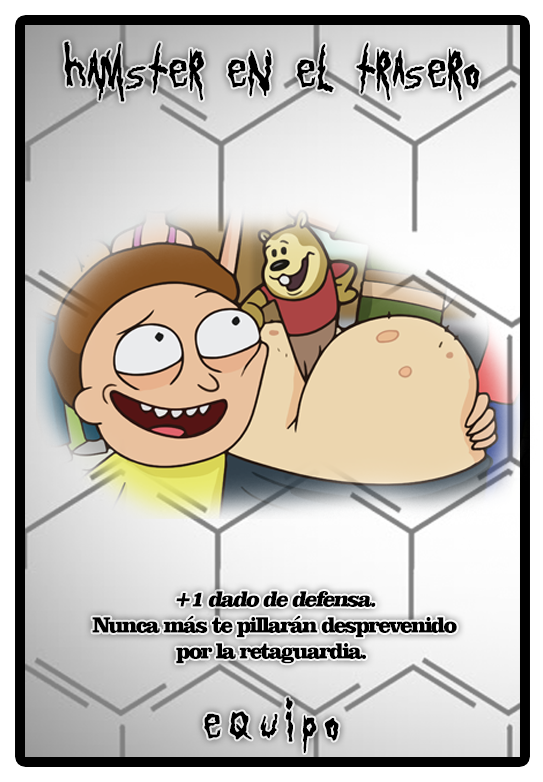 HAMSTER EN EL TRASERO
+1 dado de defensa.
Nunca más te pillarán desprevenido
por la retaguardia.
EQUIPO